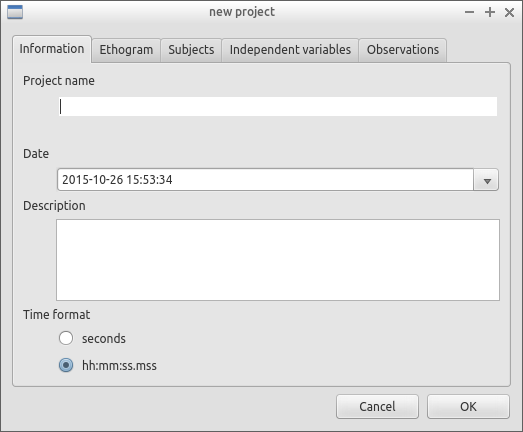 new project
Information Ethogram Subjects Independent variables Observations
Project name
Date
2015-10-26 15:53:34
Description
Time format
seconds
hh:mm:ss.mss
Cancel OK